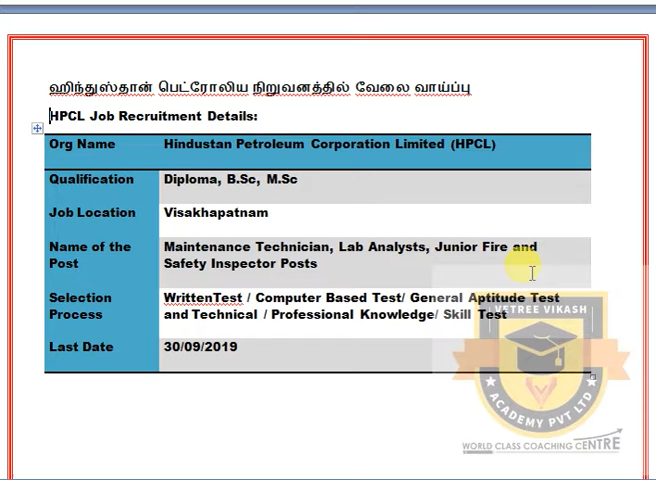 ஹிந்துஸ்தான் பெட்ரோலிய நிறுவனத்தில் வேலை வாய்ப்பு
HPCL Job Recruitment Details:
Org Name Hindustan Petroleum Corporation Limited (HPCL)
Qualification Diploma, B.Sc, M.Sc
Job Location Visakhapatnam
Name of the Post Maintenance Technician, Lab Analysts, Junior Fire and
Safety Inspector Posts
Selection Process WrittenTest / Computer Based Test/ General Aptitude Test
and Technical / Professional Knowledge/ Skill Test
Last Date 30/09/2019
VETREE VIKASH
ACADEMY PVT LTD
WORLD CLASS COACHING CENTRE